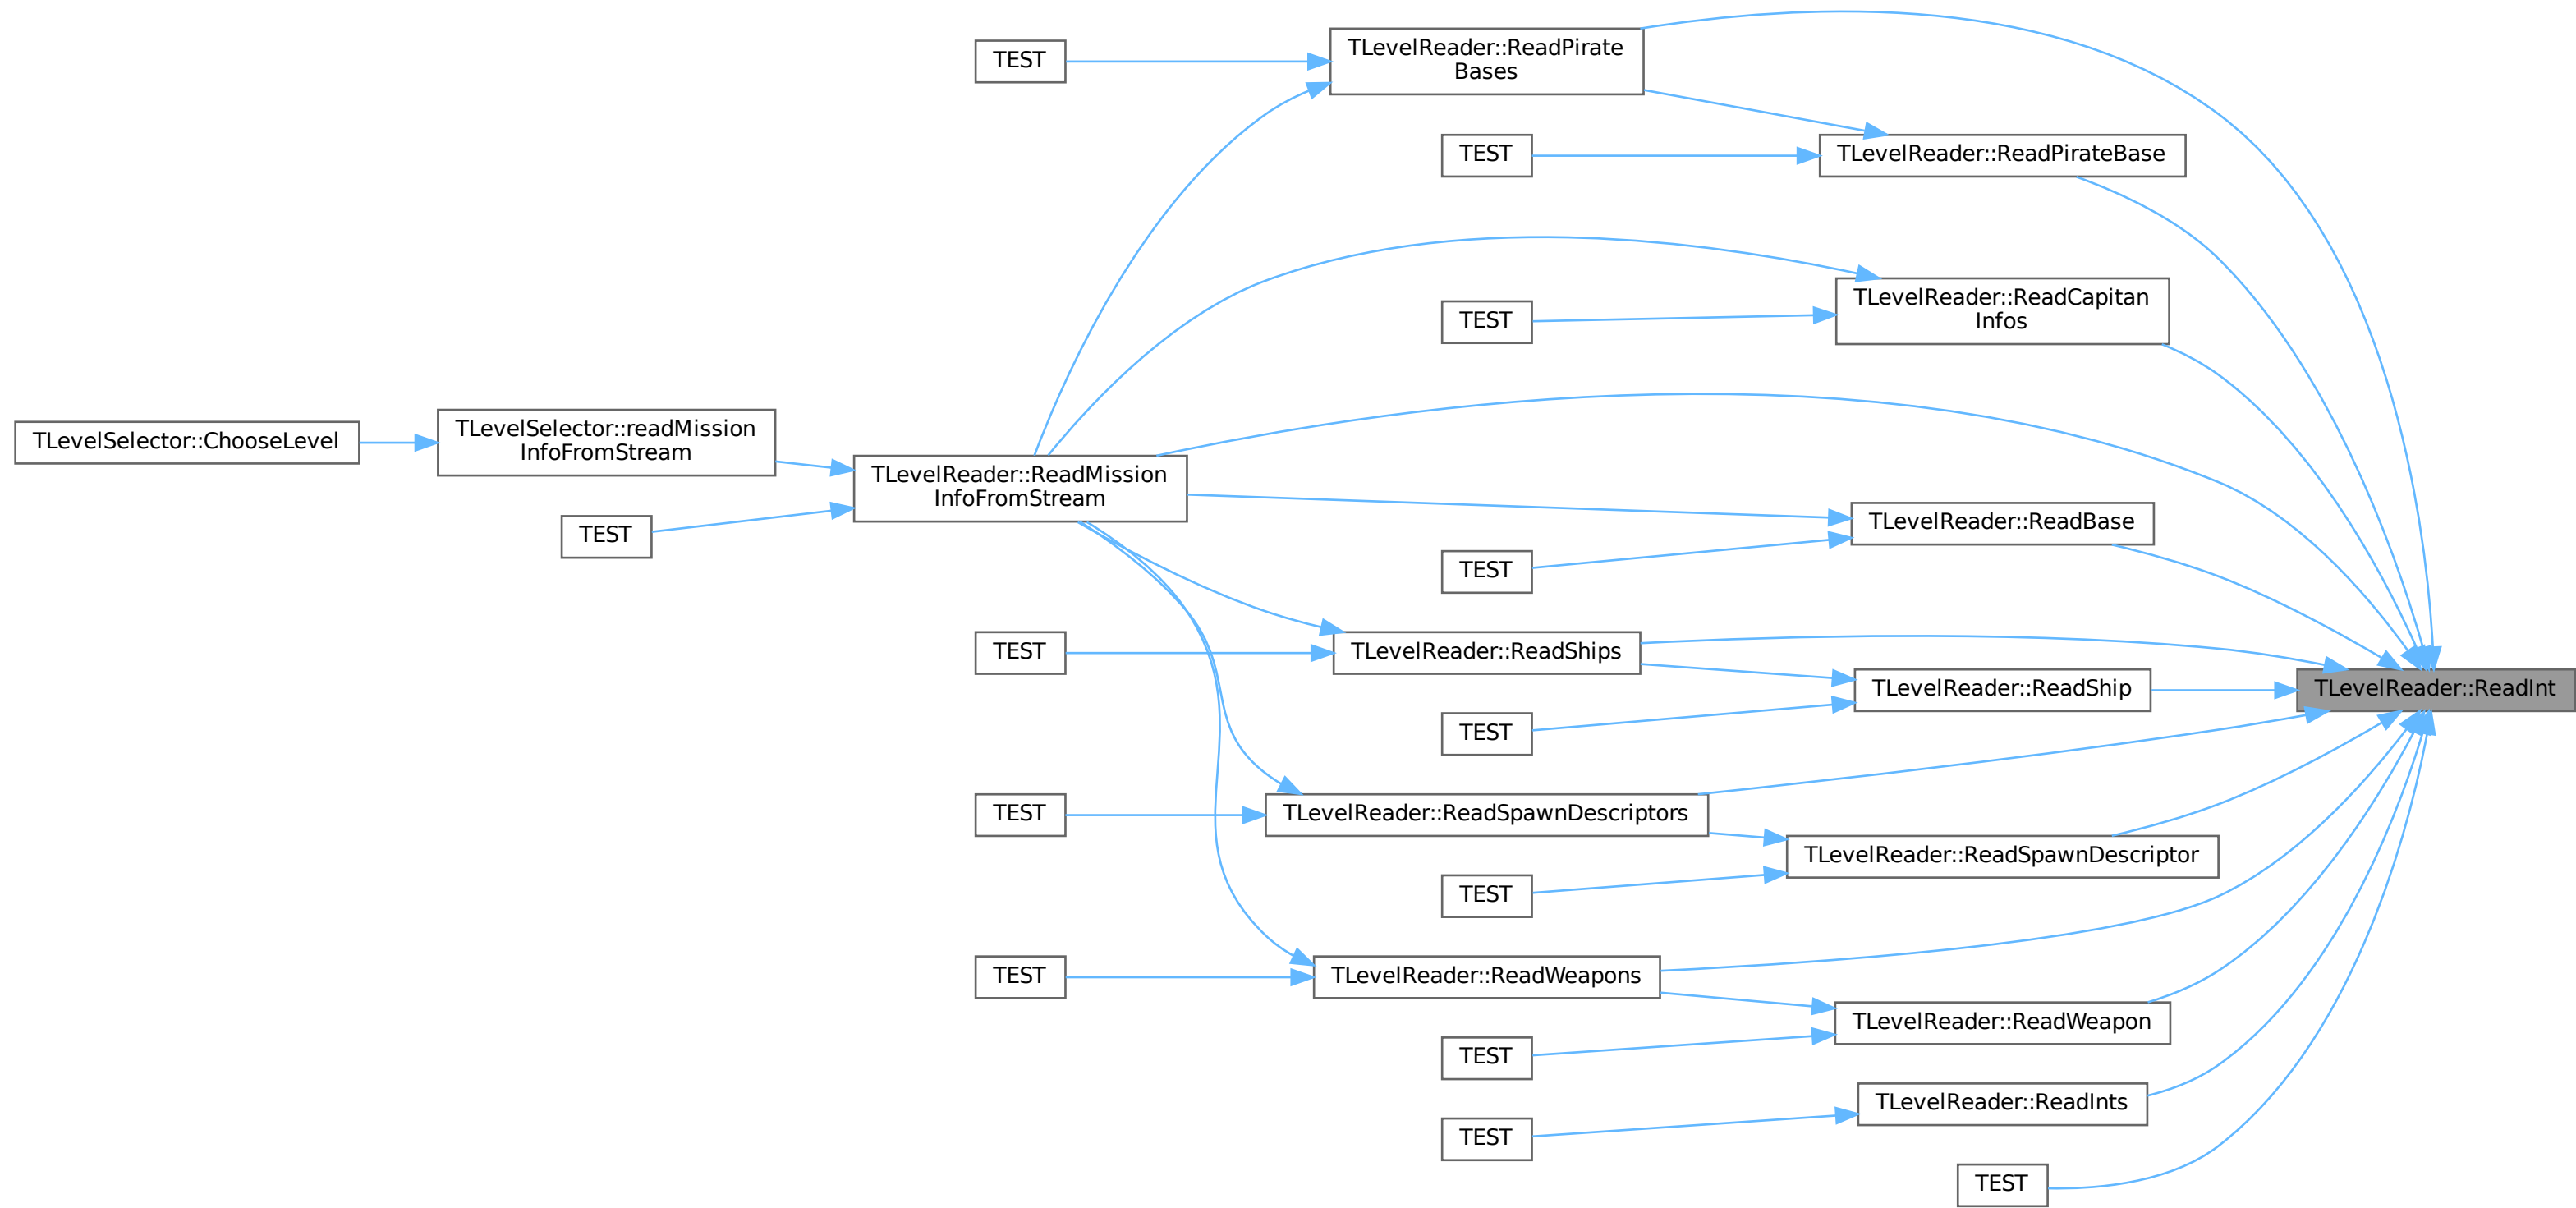 TEST
TLevelReader::ReadPirate
Bases
TEST
TLevelReader::ReadPirateBase
TLevelReader::ReadCapitan
Infos
TEST
TLevelSelector::ChooseLevel
TLevelSelector::readMission
InfoFromStream
TLevelReader::ReadMission
InfoFromStream
TEST
TLevelReader::ReadBase
TEST
TEST
TLevelReader::ReadShips
TLevelReader::ReadShip
TLevelReader::ReadInt
TEST
TEST
TLevelReader::ReadSpawnDescriptors
TLevelReader::ReadSpawnDescriptor
TEST
TEST
TLevelReader::ReadWeapons
TLevelReader::ReadWeapon
TEST
TLevelReader::ReadInts
TEST
TEST